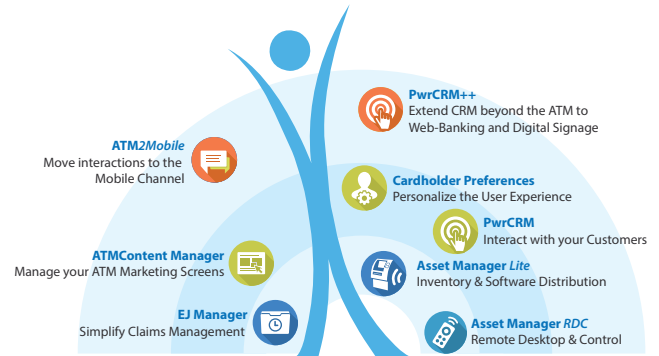 PwrCRM++
Extend CRM beyond the ATM to
Web-Banking and Digital Signage
ATM2Mobile
Move interactions to the
Mobile Channel
Cardholder Preferences
Personalize the User Experience
PwrCRM
Interact with your Customers
ATMContent Manager
Manage your ATM Marketing Screens
Asset Manager Lite
Inventory & Software Distribution
EJ Manager
Simplify Claims Management
Asset Manager RDC
Remote Desktop & Control